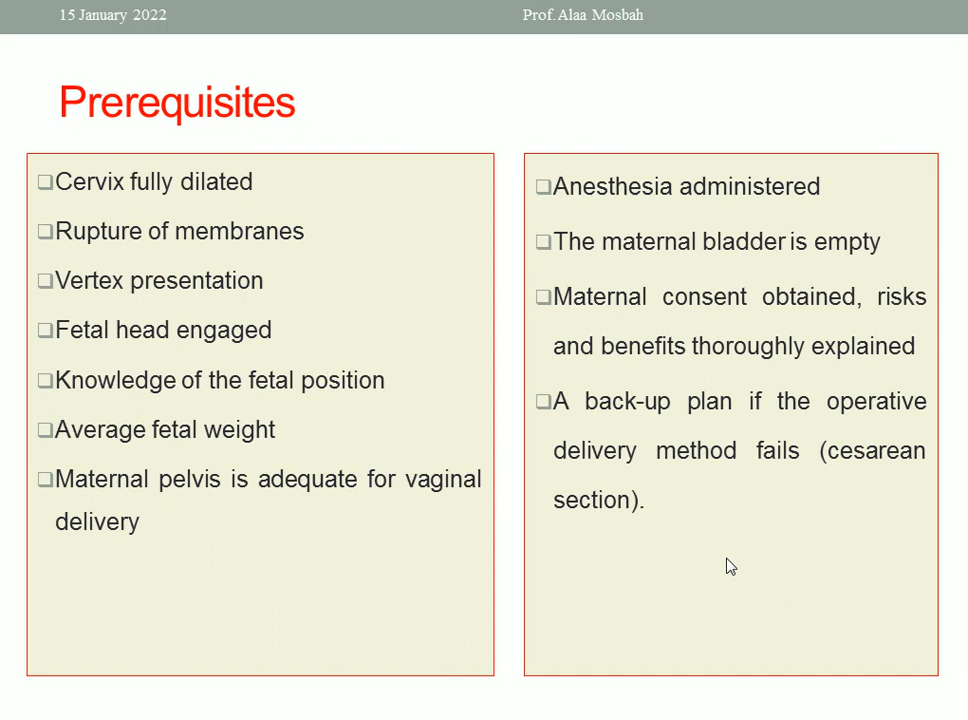 15 January 2022
Prof. Alaa Mosbah
Prerequisites
Cervix fully dilated
Rupture of membranes
Vertex presentation
Fetal head engaged
Knowledge of the fetal position
Average fetal weight
Maternal pelvis is adequate for vaginal
delivery
Anesthesia administered
The maternal bladder is empty
Maternal consent obtained, risks
and benefits thoroughly explained
A back-up plan if the operative
delivery method fails (cesarean
section).